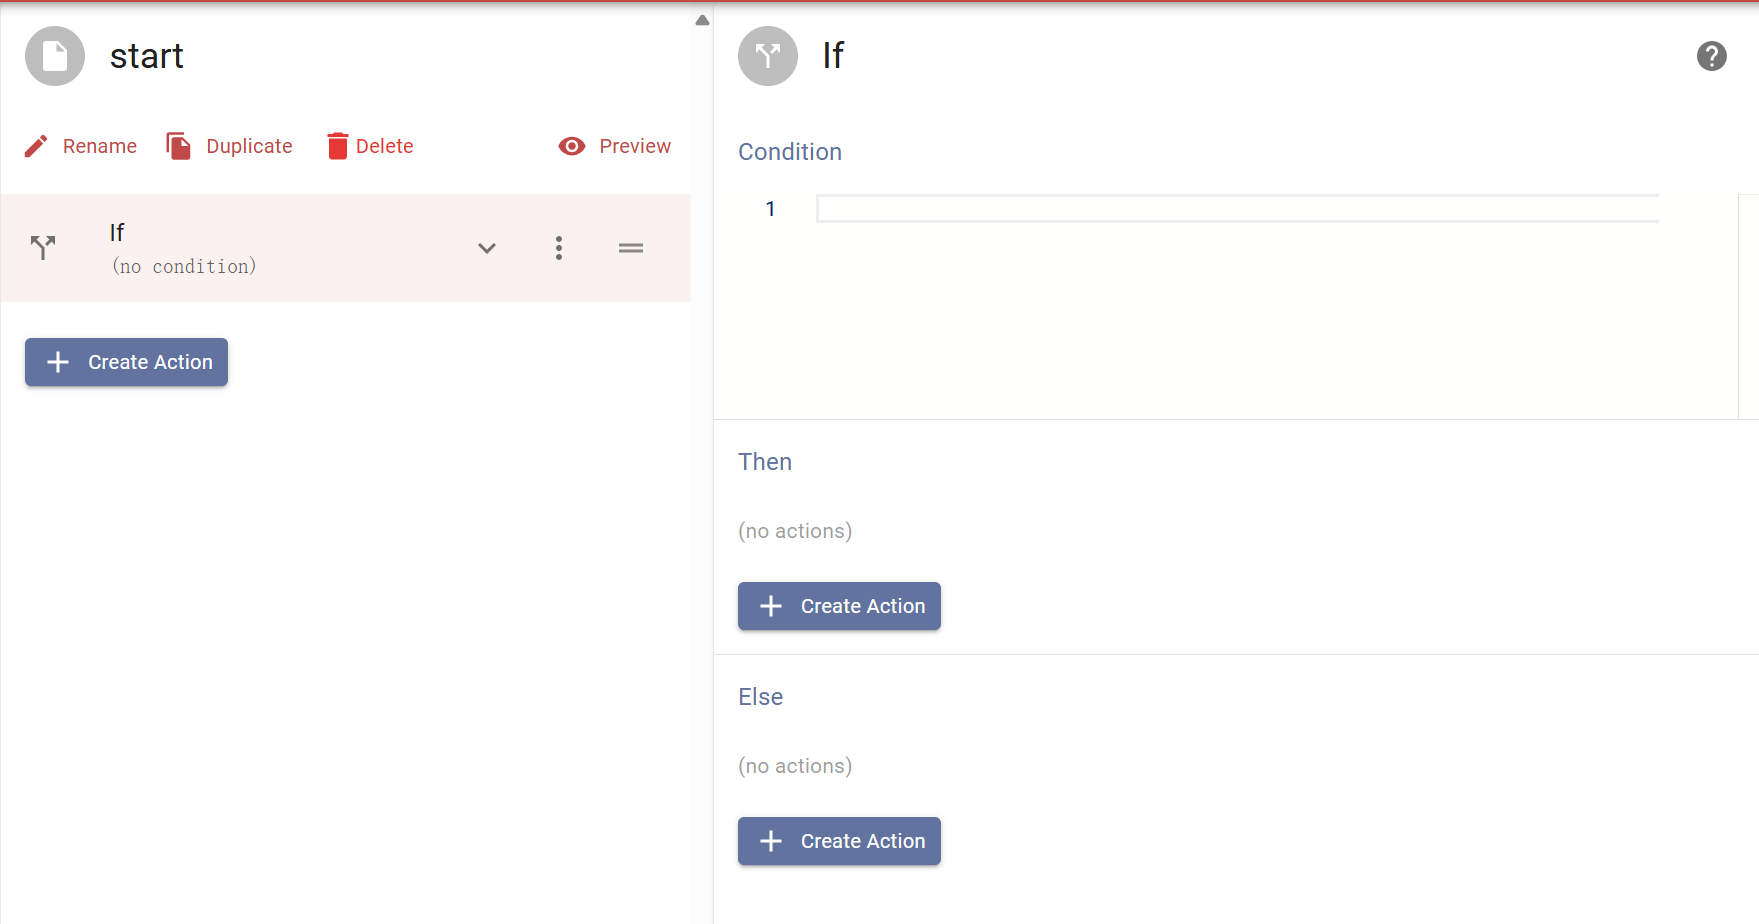 start
Rename Duplicate Delete Preview
If
(no condition)
Create Action
If
Condition
1
Then
(no actions)
Create Action
Else
(no actions)
Create Action